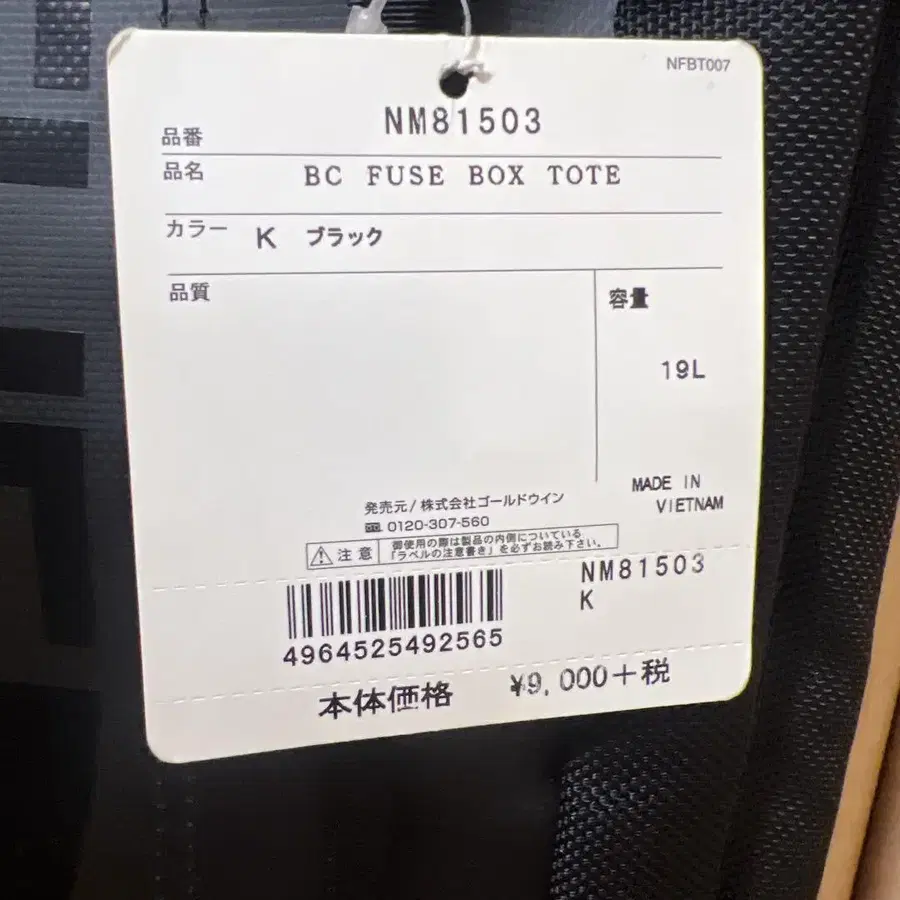 NFBT007
品番 NM81503
品名 BC FUSE BOX TOTE
カラー K ブラック
品質
容量
19L
MADE IN
VIETNAM
発売元/株式会社ゴールドウイン
0120-307-560
注意
御使用の際は製品の内側についている
「ラベルの注意書き」を必ずお読み下さい。
NM81503
K
4964525492565
本体価格 ¥9,000+税